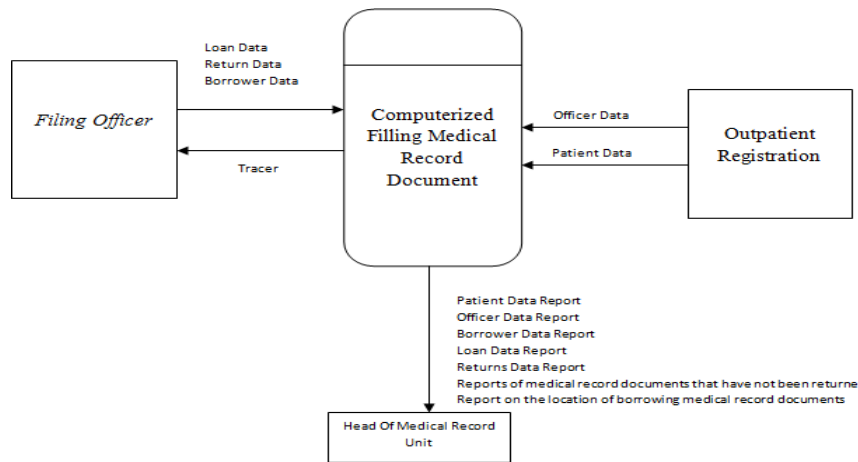 Loan Data
Return Data
Borrower Data
Filing Officer
Tracer
Computerized
Filling Medical
Record
Document
Officer Data
Patient Data
Outpatient
Registration
Patient Data Report
Officer Data Report
Borrower Data Report
Loan Data Report
Returns Data Report
Reports of medical record documents that have not been returne
Report on the location of borrowing medical record documents
Head Of Medical Record
Unit